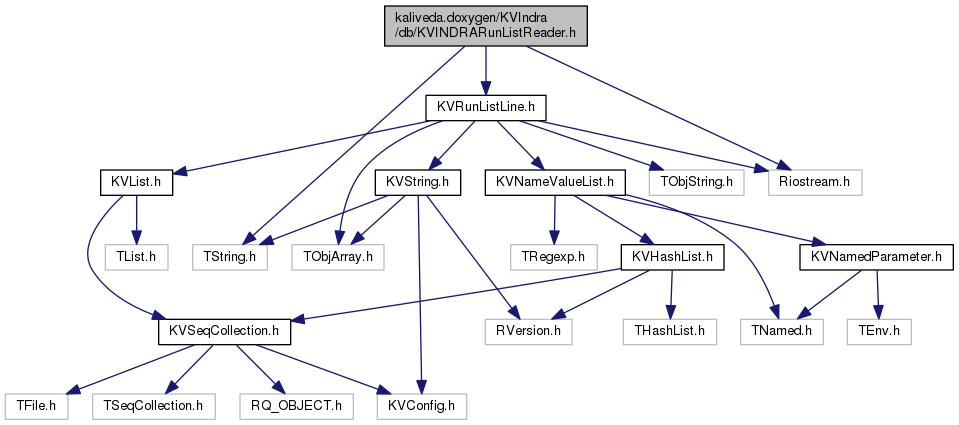 kaliveda.doxygen/KVIndra
/db/KVINDRARunListReader.h
KVRunListLine.h
KVList.h
KVString.h
KVNameValueList.h
TObjString.h
Riostream.h
TList.h
TString.h
TObjArray.h
TRegexp.h
KVHashList.h
KVNamedParameter.h
KVSeqCollection.h
RVersion.h
THashList.h
TNamed.h
TEnv.h
TFile.h
TSeqCollection.h
RQ_OBJECT.h
KVConfig.h